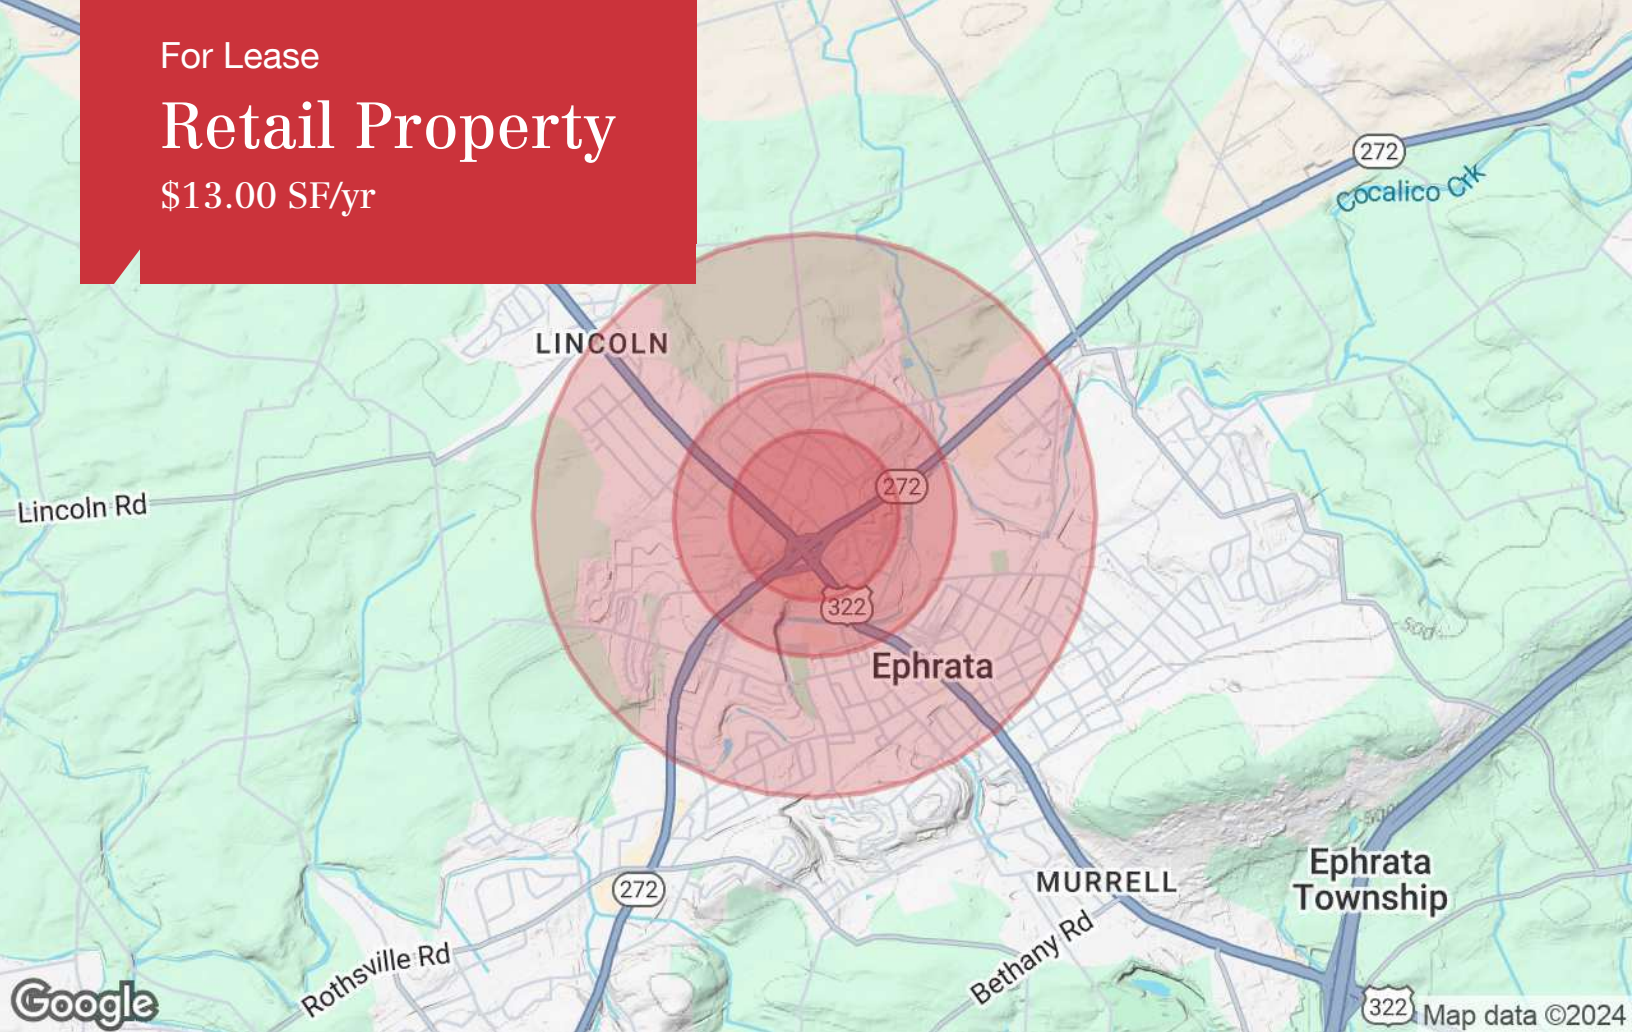 For Lease
Retail Property
$13.00 SF/yr
272
Cocalico Crk
LINCOLN
272
Lincoln Rd
322
Ephrata
MURRELL
Ephrata
Township
272
Bethany Rd
Rothsville Rd
Google
322
Map data ©2024